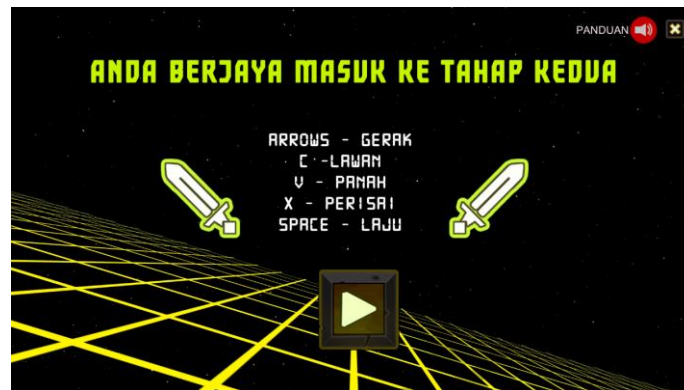 PANDUAN
ANDA BERJAYA MASUK KE TAHAP KEDUA
ARROWS - GERAK
C -LAWAN
V - PANAH
X - PERISAI
SPACE - LAJU